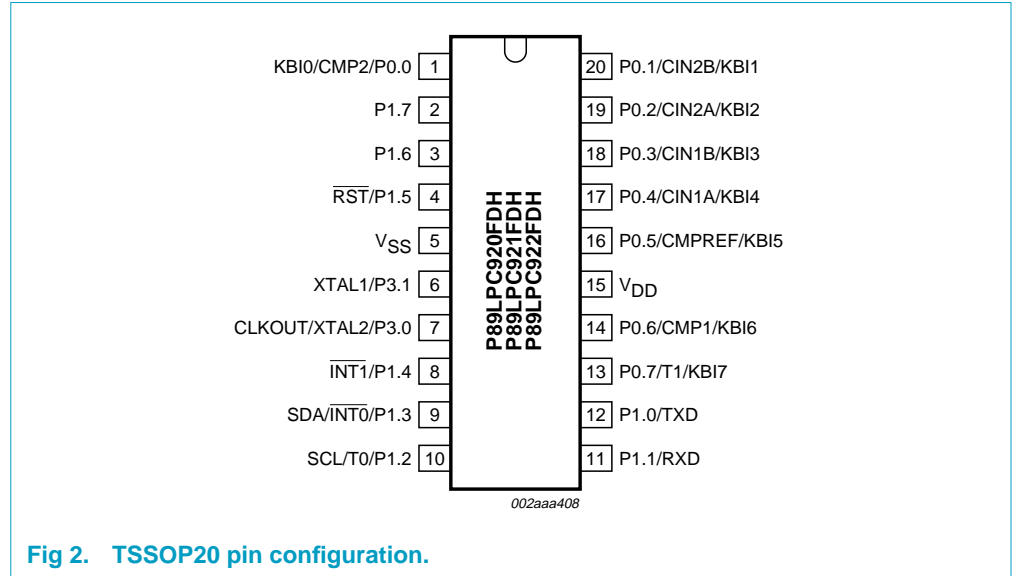 KBI0/CMP2/P0.0 1
P1.7 2
P1.6 3
R̅S̅T̅/P1.5 4
VSS 5
XTAL1/P3.1 6
CLKOUT/XTAL2/P3.0 7
I̅N̅T̅1̅/P1.4 8
SDA/I̅N̅T̅0̅/P1.3 9
SCL/T0/P1.2 10
P89LPC920FDH
P89LPC921FDH
P89LPC922FDH
20 P0.1/CIN2B/KBI1
19 P0.2/CIN2A/KBI2
18 P0.3/CIN1B/KBI3
17 P0.4/CIN1A/KBI4
16 P0.5/CMPREF/KBI5
15 VDD
14 P0.6/CMP1/KBI6
13 P0.7/T1/KBI7
12 P1.0/TXD
11 P1.1/RXD
002aaa408
Fig 2. TSSOP20 pin configuration.